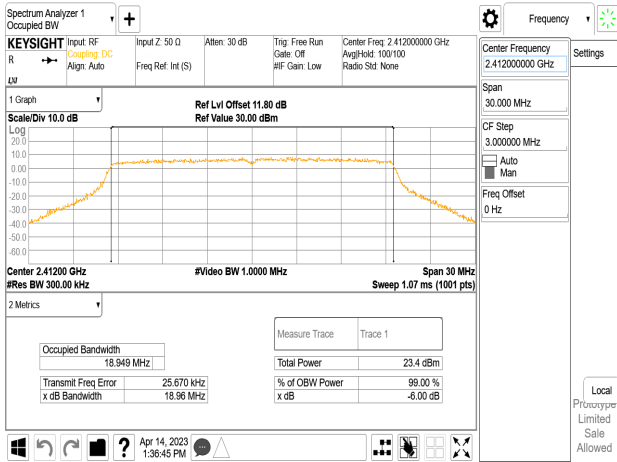 Spectrum Analyzer 1
Occupied BW
Frequency
Settings
KEYSIGHT
R
LXI
Input: RF
Coupling: DC
Align: Auto
Input Z: 50 Ω
Freq Ref: Int (S)
Atten: 30 dB
Trig: Free Run
Gate: Off
#IF Gain: Low
Center Freq: 2.412000000 GHz
Avg|Hold: 100/100
Radio Std: None
Center Frequency
2.412000000 GHz
Span
30.000 MHz
CF Step
3.000000 MHz
Auto
Man
Freq Offset
0 Hz
1 Graph
Scale/Div 10.0 dB
Ref Lvl Offset 11.80 dB
Ref Value 30.00 dBm
Log
20.0
10.0
0.00
-10.0
-20.0
-30.0
-40.0
-50.0
-60.0
Center 2.41200 GHz
#Video BW 1.0000 MHz
Span 30 MHz
#Res BW 300.00 kHz
Sweep 1.07 ms (1001 pts)
2 Metrics
Measure Trace
Trace 1
Occupied Bandwidth
18.949 MHz
Total Power
23.4 dBm
Transmit Freq Error
25.670 kHz
% of OBW Power
99.00 %
x dB Bandwidth
18.96 MHz
x dB
-6.00 dB
Local
Prototype
Limited
Sale
Allowed
?
Apr 14, 2023
1:36:45 PM